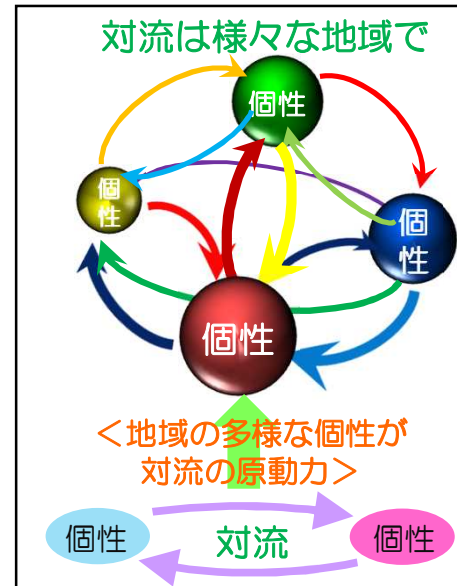 対流は様々な地域で
個性
個
性
個
性
個性
＜地域の多様な個性が
対流の原動力＞
個性
対流
個性